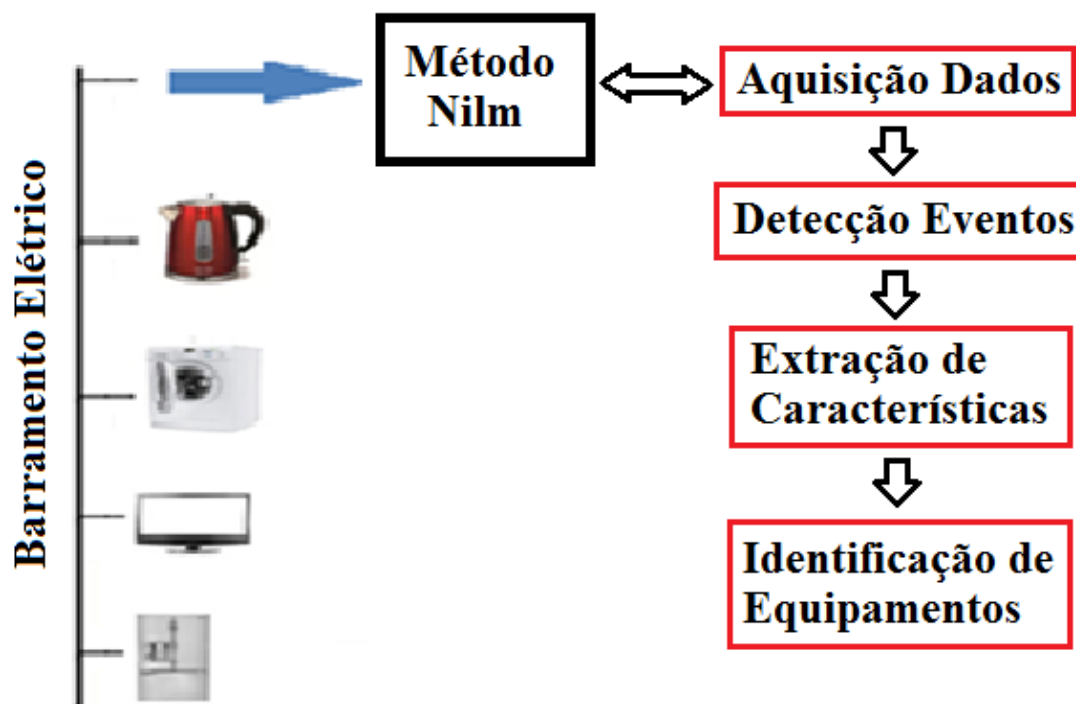 Barramento Elétrico
Método
Nilm
Aquisição Dados
Detecção Eventos
Extração de
Características
Identificação de
Equipamentos